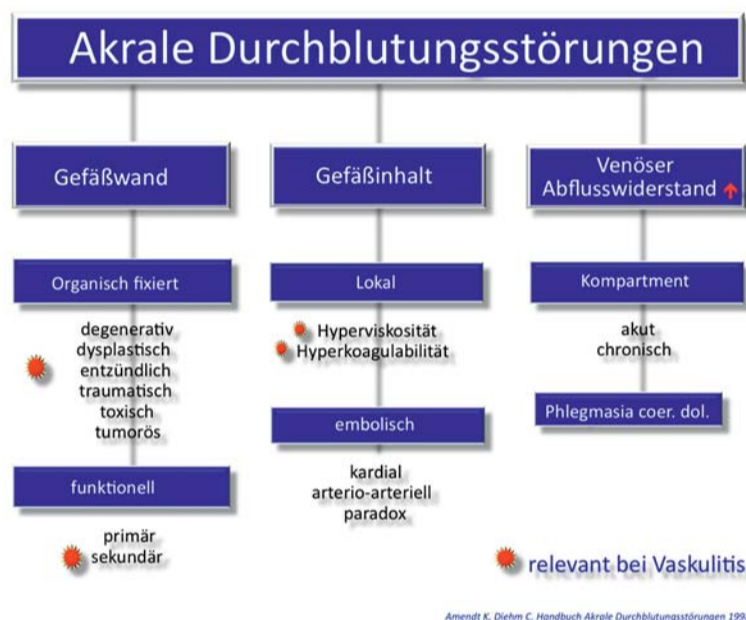 Akrale Durchblutungsstörungen
Gefäßwand
Organisch fixiert
degenerativ
dysplastisch
entzündlich
traumatisch
toxisch
tumorös
funktionell
primär
sekundär
Gefäßinhalt
Lokal
Hyperviskosität
Hyperkoagulabilität
embolisch
kardial
arterio-arteriell
paradox
Venöser
Abflusswiderstand
Kompartment
akut
chronisch
Phlegmasia coer. dol.
relevant bei Vaskulitis
Amendt K, Diehm C, Handbuch Akrale Durchblutungsstörungen